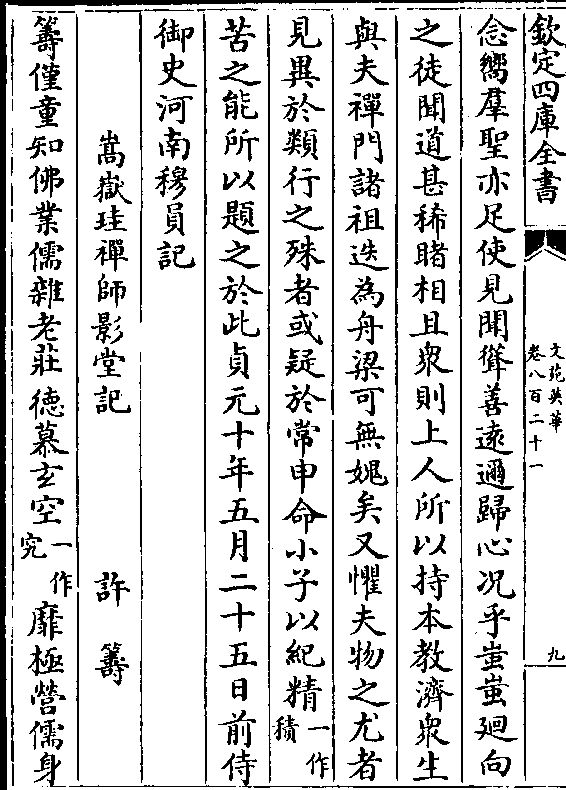 欽定四庫全書
文苑英華
卷八百二十一
九
念嚮羣聖亦足使見聞聳善遠邇歸心况乎蚩蚩廻向
之徒聞道甚稀睹相且衆則上人所以持本教濟衆生
與夫禪門諸祖迭為舟梁可無媿矣又懼夫物之尤者
見異於類行之殊者或疑於常申命小子以紀精一作積
苦之能所以題之於此貞元十年五月二十五日前侍
御史河南穆員記
嵩嶽珪禪師影堂記 許籌
籌僅童知佛業儒雜老莊德慕玄空一作究靡極營儒身